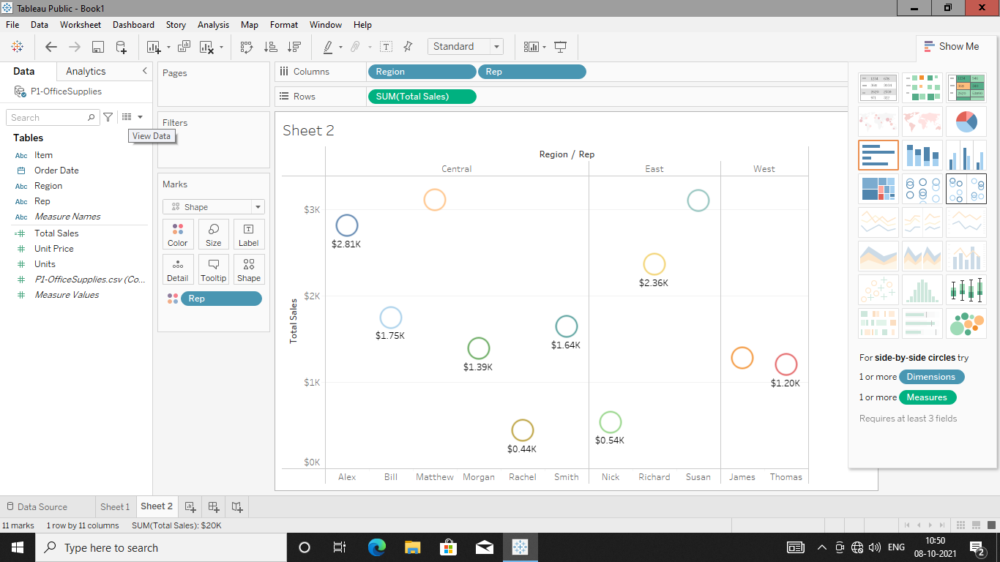 Tableau Public - Book1
File Data Worksheet Dashboard Story Analysis Map Format Window Help
Standard
Show Me
Data
Analytics
P1-OfficeSupplies
Search
View Data
Tables
Abc Item
Order Date
Abc Region
Abc Rep
Abc Measure Names
=# Total Sales
# Unit Price
# Units
# P1-OfficeSupplies.csv (Co...
# Measure Values
Pages
Filters
Marks
Shape
Color
Size
Label
Detail
Tooltip
Shape
Rep
Columns
Region
Rep
Rows
SUM(Total Sales)
Sheet 2
Region / Rep
Central
East
West
Total Sales
$3K
$2K
$1K
$0K
$2.81K
$1.75K
$1.39K
$0.44K
$1.64K
$0.54K
$2.36K
$1.20K
Alex
Bill
Matthew
Morgan
Rachel
Smith
Nick
Richard
Susan
James
Thomas
For side-by-side circles try
1 or more Dimensions
1 or more Measures
Requires at least 3 fields
Data Source
Sheet 1
Sheet 2
11 marks
1 row by 11 columns
SUM(Total Sales): $20K
Type here to search
ENG
10:50
08-10-2021
2